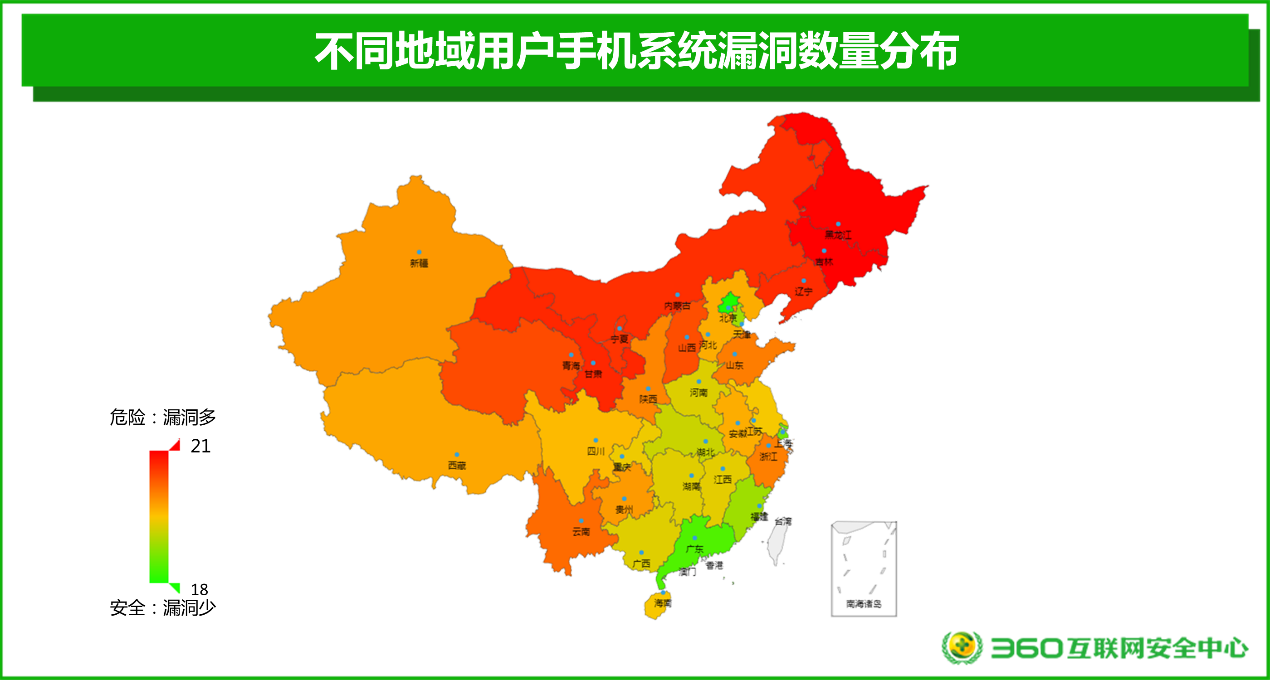 不同地域用户手机系统漏洞数量分布
黑龙江
吉林
新疆
辽宁
内蒙古
北京
天津
宁夏
山西
河北
青海
甘肃
山东
陕西
河南
危险：漏洞多
21
安徽
江苏
上海
四川
湖北
浙江
西藏
重庆
江西
湖南
贵州
福建
台湾
云南
广东
广西
香港
澳门
18
安全：漏洞少
海南
南海诸岛
360互联网安全中心